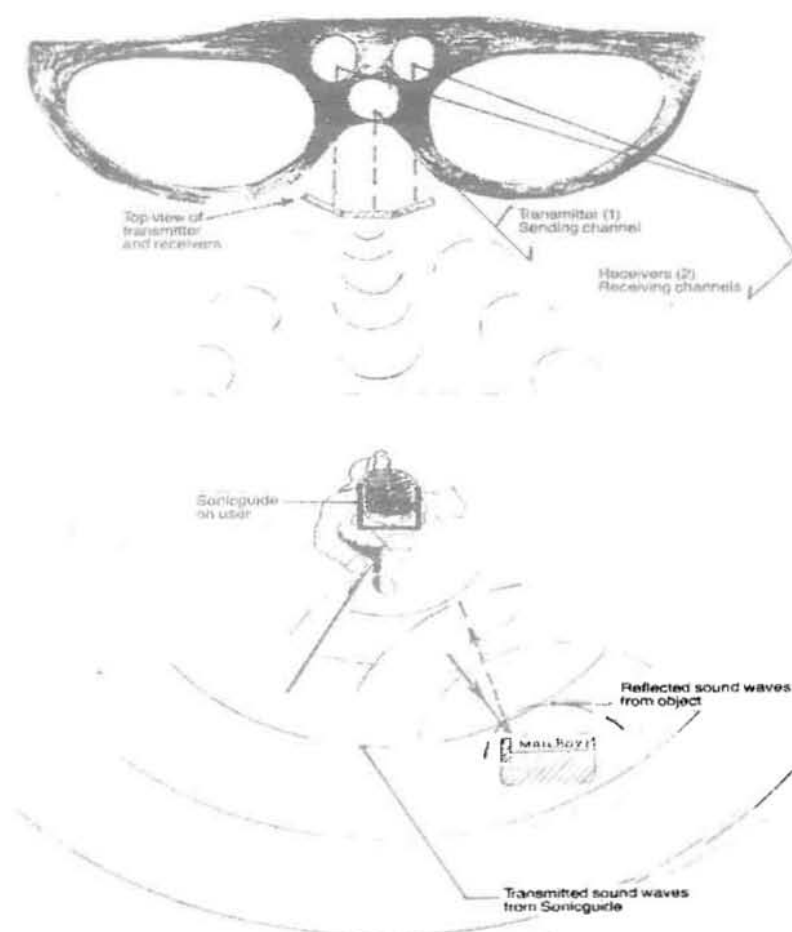 Top view of
transmitter
and receivers
Transmitter (1)
Sending channel
Receivers (2)
Receiving channels
Sonicguide
on user
Reflected sound waves
from object
MAILBOX
Transmitted sound waves
from Sonicguide